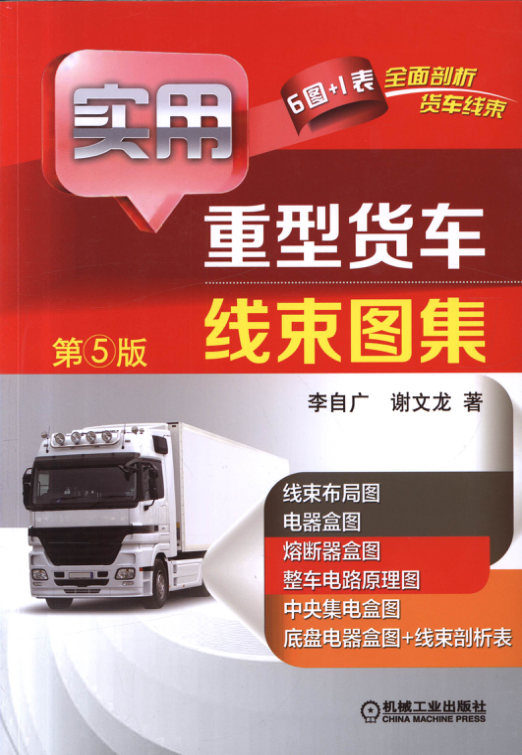 实用
6图+1表
全面剖析
货车线束
重型货车
线束图集
第5版
李自广 谢文龙 著
线束布局图
电器盒图
熔断器盒图
整车电路原理图
中央集电盒图
底盘电器盒图+线束剖析表
机械工业出版社
CHINA MACHINE PRESS